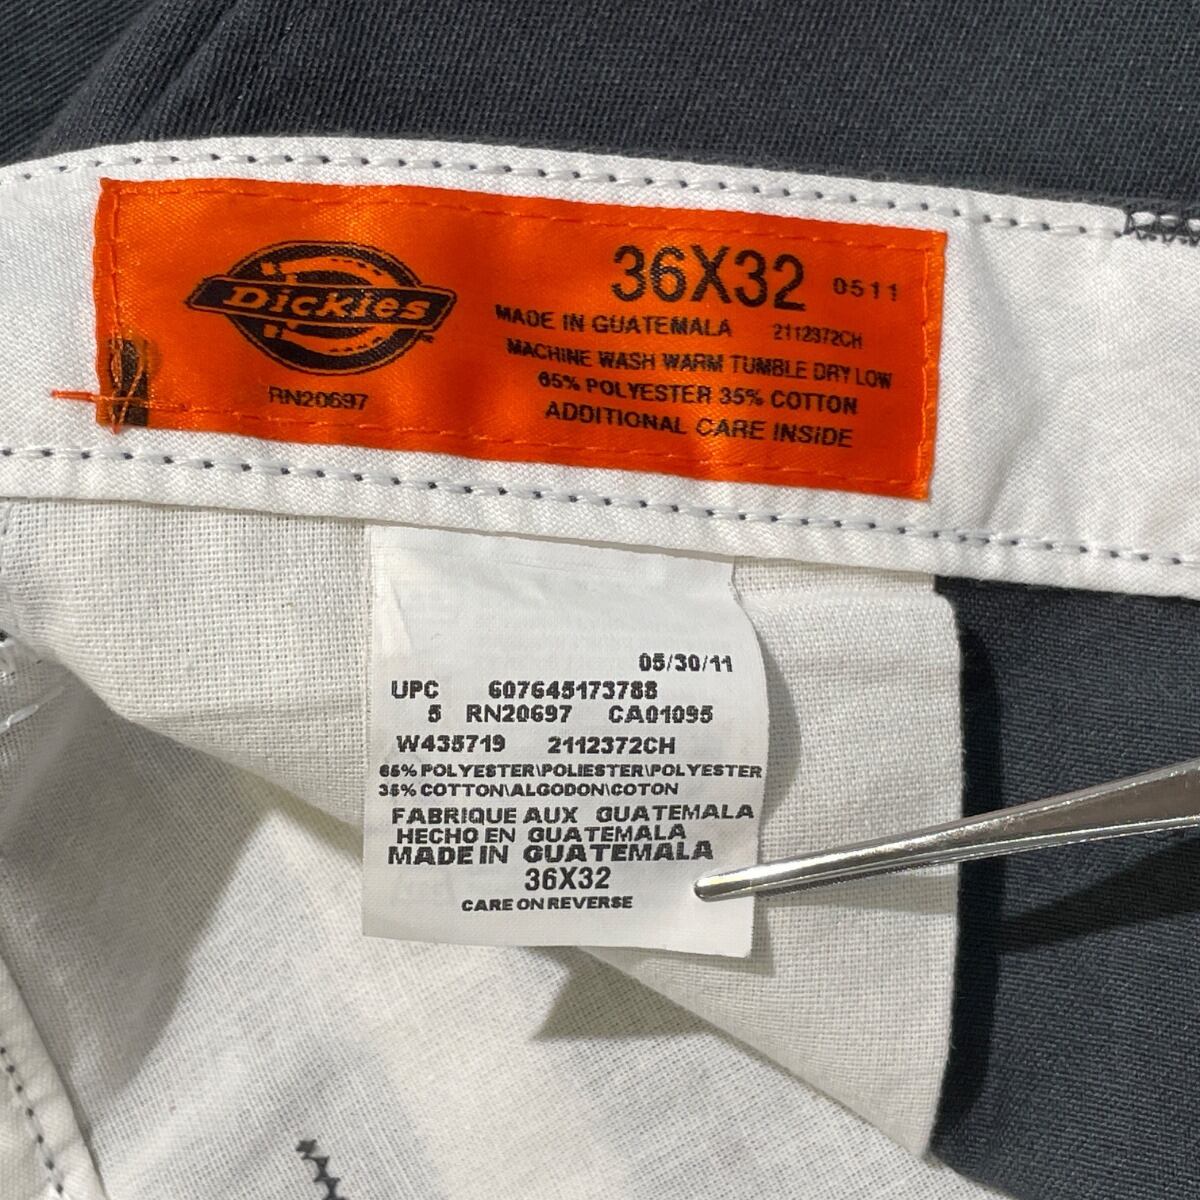 Dickies
RN20697
36X32 0511
MADE IN GUATEMALA 2112372CH
MACHINE WASH WARM TUMBLE DRY LOW
65% POLYESTER 35% COTTON
ADDITIONAL CARE INSIDE
05/30/11
UPC 607645173788
5 RN20697 CA01095
W435719 2112372CH
65% POLYESTER\POLIESTER\POLYESTER
35% COTTON\ALGODON\COTON
FABRIQUE AUX GUATEMALA
HECHO EN GUATEMALA
MADE IN GUATEMALA
36X32
CARE ON REVERSE